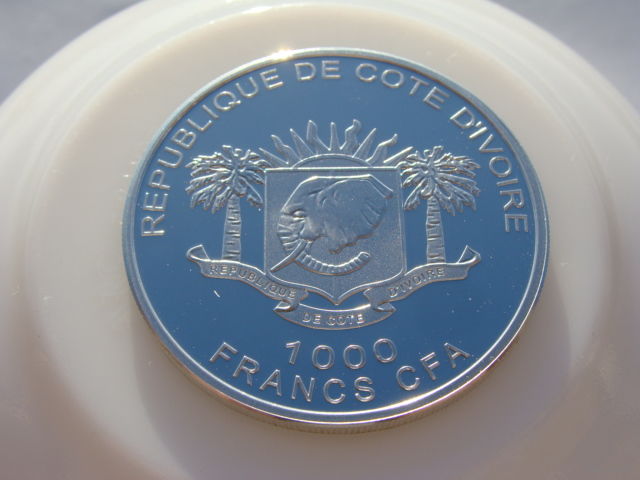 REPUBLIQUE DE COTE D'IVOIRE
REPUBLIQUE DE COTE D'IVOIRE
1000
FRANCS CFA